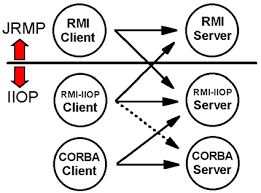 JRMP
IIOP
RMI
Client
RMI
Server
RMI-IIOP
Client
RMI-IIOP
Server
CORBA
Client
CORBA
Server